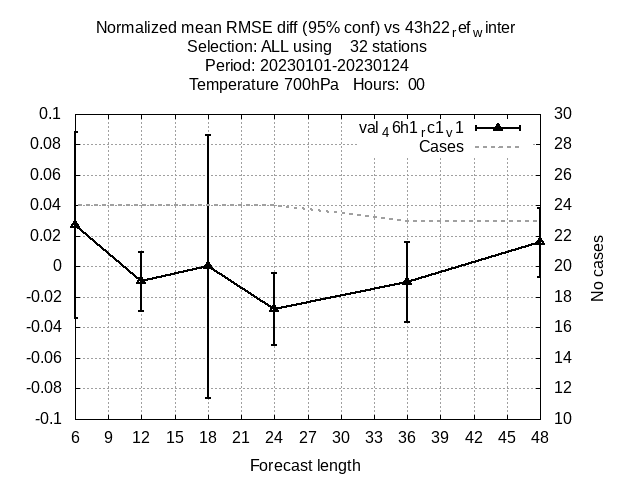 Normalized mean RMSE diff (95% conf) vs 43h22ref winter
Selection: ALL using 32 stations
Period: 20230101-20230124
Temperature 700hPa Hours: 00
0.1
0.08
0.06
0.04
0.02
0
-0.02
-0.04
-0.06
-0.08
-0.1
val46h1rc1v1
Cases
30
28
26
24
22
20
18
16
14
12
10
No cases
6 9 12 15 18 21 24 27 30 33 36 39 42 45 48
Forecast length